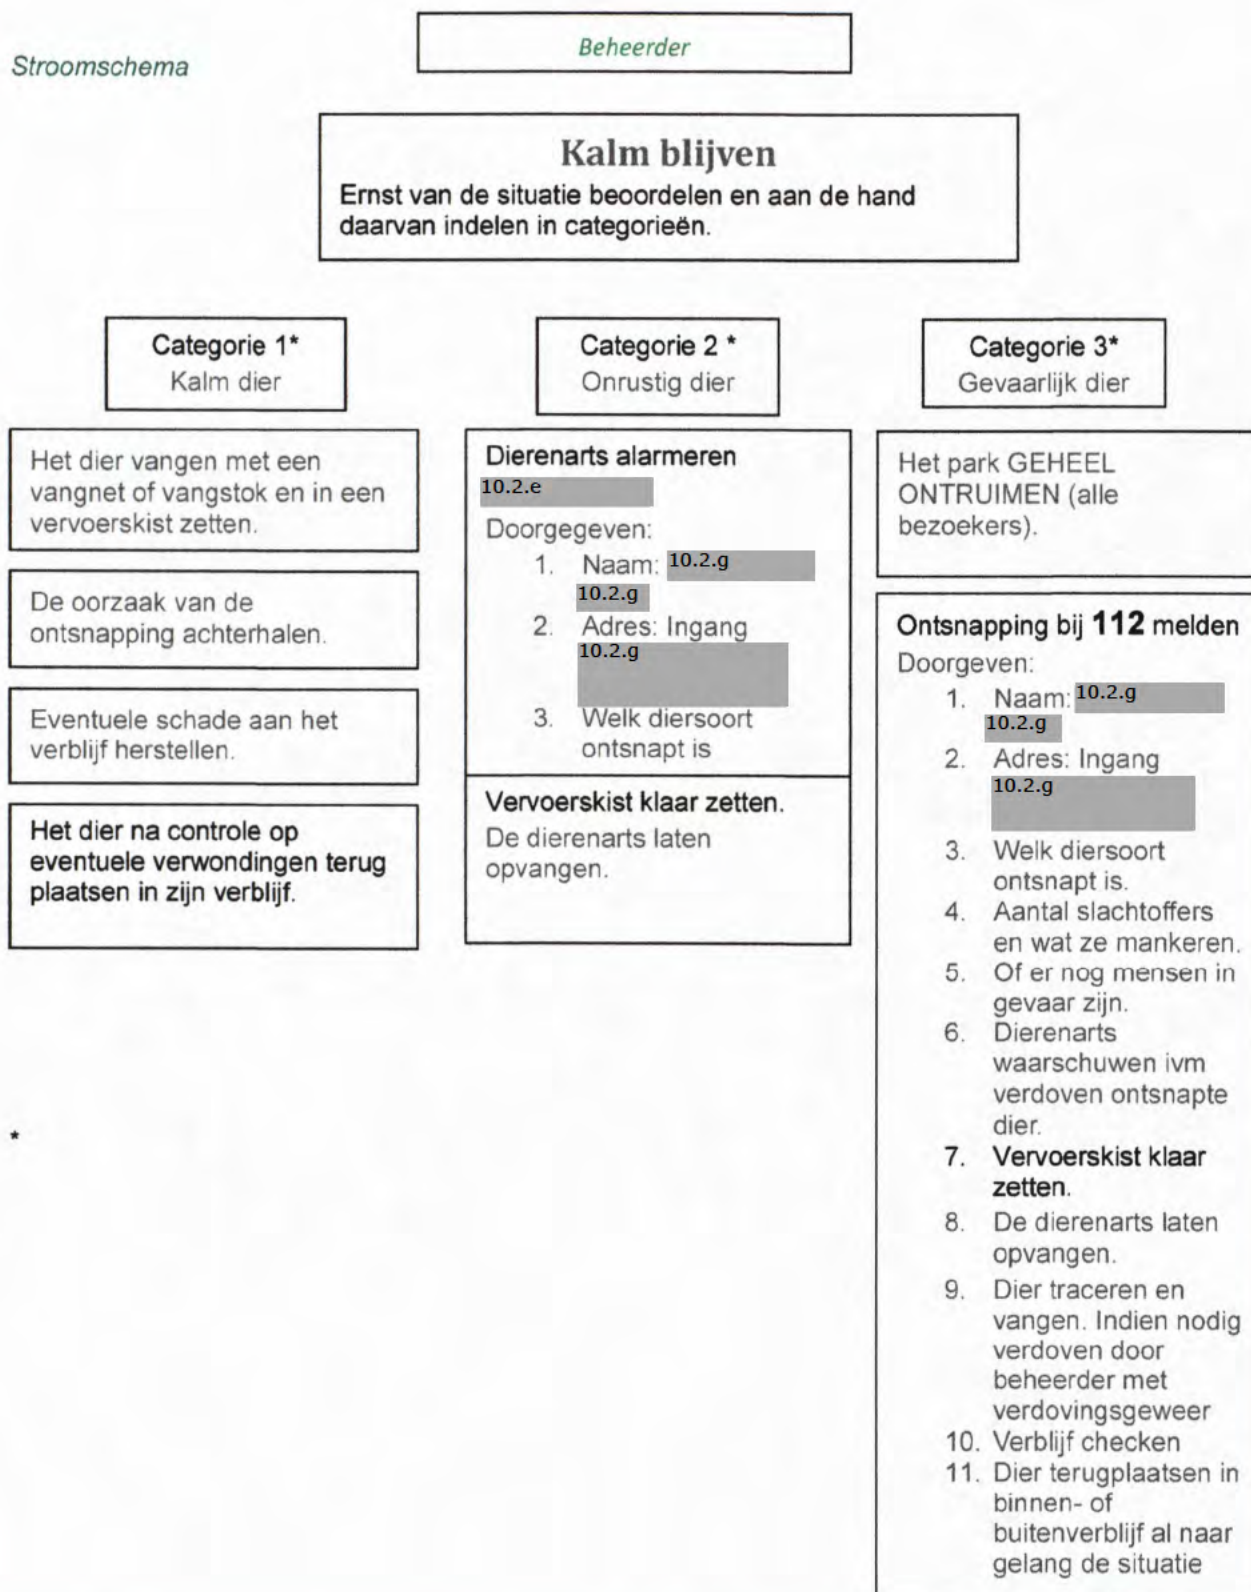 Stroomschema
Beheerder
Kalm blijven
Ernst van de situatie beoordelen en aan de hand
daarvan indelen in categorieën.
Categorie 1*
Kalm dier
Het dier vangen met een
vangnet of vangstok en in een
vervoerskist zetten.
De oorzaak van de
ontsnapping achterhalen.
Eventuele schade aan het
verblijf herstellen.
Het dier na controle op
eventuele verwondingen terug
plaatsen in zijn verblijf.
Categorie 2 *
Onrustig dier
Dierenarts alarmeren
10.2.e
Doorgegeven:
1. Naam: 10.2.g
10.2.g
2. Adres: Ingang
10.2.g
3. Welk diersoort
ontsnapt is
Vervoerskist klaar zetten.
De dierenarts laten
opvangen.
Categorie 3*
Gevaarlijk dier
Het park GEHEEL
ONTRUIMEN (alle
bezoekers).
Ontsnapping bij 112 melden
Doorgeven:
1. Naam: 10.2.g
10.2.g
2. Adres: Ingang
10.2.g
3. Welk diersoort
ontsnapt is.
4. Aantal slachtoffers
en wat ze mankeren.
5. Of er nog mensen in
gevaar zijn.
6. Dierenarts
waarschuwen ivm
verdoven ontsnapte
dier.
7. Vervoerskist klaar
zetten.
8. De dierenarts laten
opvangen.
9. Dier traceren en
vangen. Indien nodig
verdoven door
beheerder met
verdovingsgeweer
10. Verblijf checken
11. Dier terugplaatsen in
binnen- of
buitenverblijf al naar
gelang de situatie
*